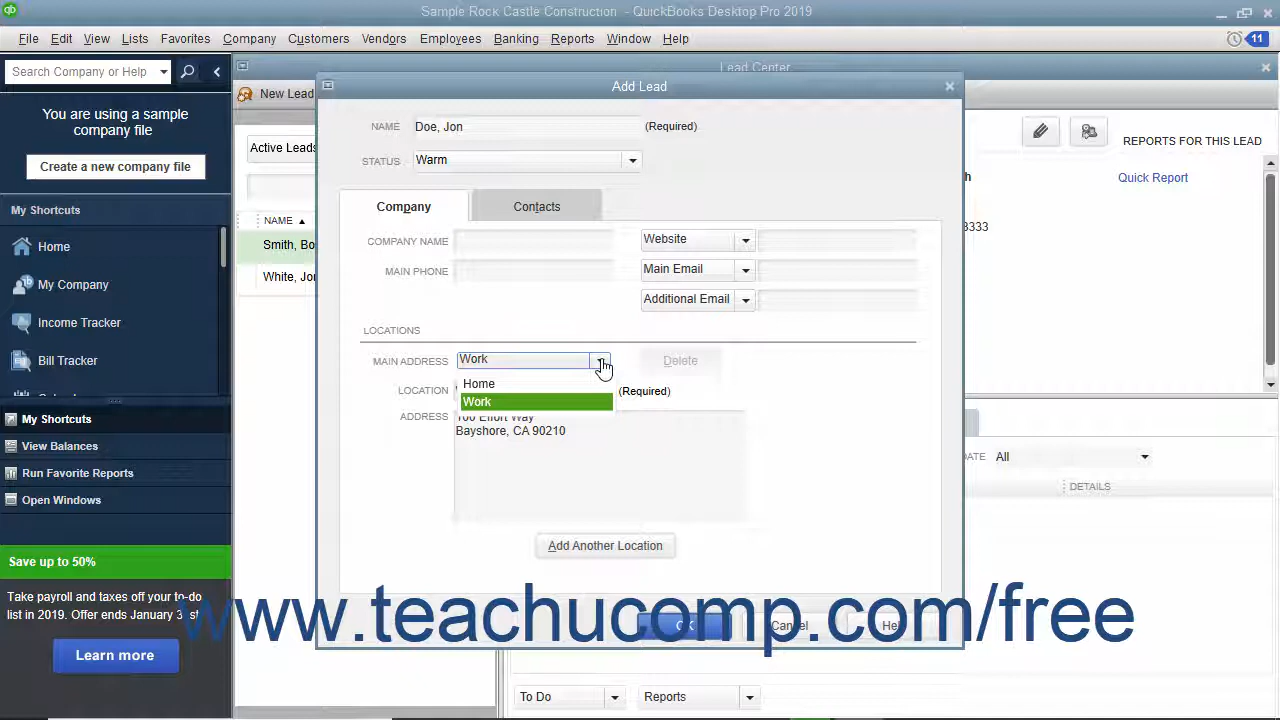 Sample Rock Castle Construction - QuickBooks Desktop Pro 2019
File Edit View Lists Favorites Company Customers Vendors Employees Banking Reports Window Help
11
Search Company or Help
You are using a sample
company file
Create a new company file
My Shortcuts
Home
My Company
Income Tracker
Bill Tracker
My Shortcuts
View Balances
Run Favorite Reports
Open Windows
Save up to 50%
Take payroll and taxes off your to-do
list in 2019. Offer ends January
Learn more
Lead Center
New Lead
Active Leads
NAME
Smith, Bo
White, Jon
Add Lead
NAME Doe, Jon (Required)
STATUS Warm
Company Contacts
COMPANY NAME Website
MAIN PHONE Main Email
Additional Email
LOCATIONS
MAIN ADDRESS Work Delete
Home
LOCATION (Required)
Work
ADDRESS
Effort Way
Bayshore, CA 90210
Add Another Location
OK Cancel Help
REPORTS FOR THIS LEAD
Quick Report
3333
All
DETAILS
To Do Reports
www.teachucomp.com/free